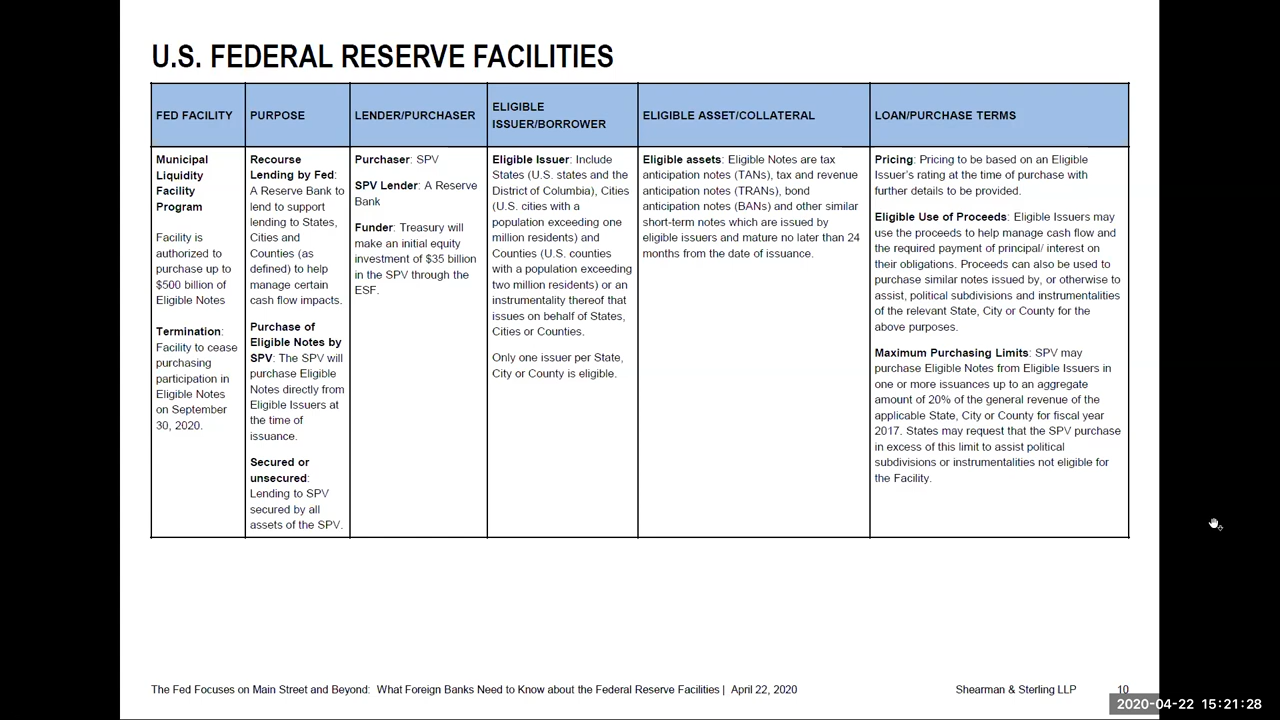 U.S. FEDERAL RESERVE FACILITIES
FED FACILITY
PURPOSE
LENDER/PURCHASER
ELIGIBLE
ISSUER/BORROWER
ELIGIBLE ASSET/COLLATERAL
LOAN/PURCHASE TERMS
Municipal
Liquidity
Facility
Program
Facility is
authorized to
purchase up to
$500 billion of
Eligible Notes
Termination:
Facility to cease
purchasing
participation in
Eligible Notes
on September
30, 2020.
Recourse
Lending by Fed:
A Reserve Bank to
lend to support
lending to States,
Cities and
Counties (as
defined) to help
manage certain
cash flow impacts.
Purchase of
Eligible Notes by
SPV: The SPV will
purchase Eligible
Notes directly from
Eligible Issuers at
the time of
issuance.
Secured or
unsecured:
Lending to SPV
secured by all
assets of the SPV.
Purchaser: SPV
SPV Lender: A Reserve
Bank
Funder: Treasury will
make an initial equity
investment of $35 billion
in the SPV through the
ESF.
Eligible Issuer: Include
States (U.S. states and the
District of Columbia), Cities
(U.S. cities with a
population exceeding one
million residents) and
Counties (U.S. counties
with a population exceeding
two million residents) or an
instrumentality thereof that
issues on behalf of States,
Cities or Counties.
Only one issuer per State,
City or County is eligible.
Eligible assets: Eligible Notes are tax
anticipation notes (TANs), tax and revenue
anticipation notes (TRANs), bond
anticipation notes (BANs) and other similar
short-term notes which are issued by
eligible issuers and mature no later than 24
months from the date of issuance.
Pricing: Pricing to be based on an Eligible
Issuer's rating at the time of purchase with
further details to be provided.
Eligible Use of Proceeds: Eligible Issuers may
use the proceeds to help manage cash flow and
the required payment of principal/ interest on
their obligations. Proceeds can also be used to
purchase similar notes issued by, or otherwise to
assist, political subdivisions and instrumentalities
of the relevant State, City or County for the
above purposes.
Maximum Purchasing Limits: SPV may
purchase Eligible Notes from Eligible Issuers in
one or more issuances up to an aggregate
amount of 20% of the general revenue of the
applicable State, City or County for fiscal year
2017. States may request that the SPV purchase
in excess of this limit to assist political
subdivisions or instrumentalities not eligible for
the Facility.
The Fed Focuses on Main Street and Beyond: What Foreign Banks Need to Know about the Federal Reserve Facilities | April 22, 2020
Shearman & Sterling LLP
10
2020-04-22 15:21:28